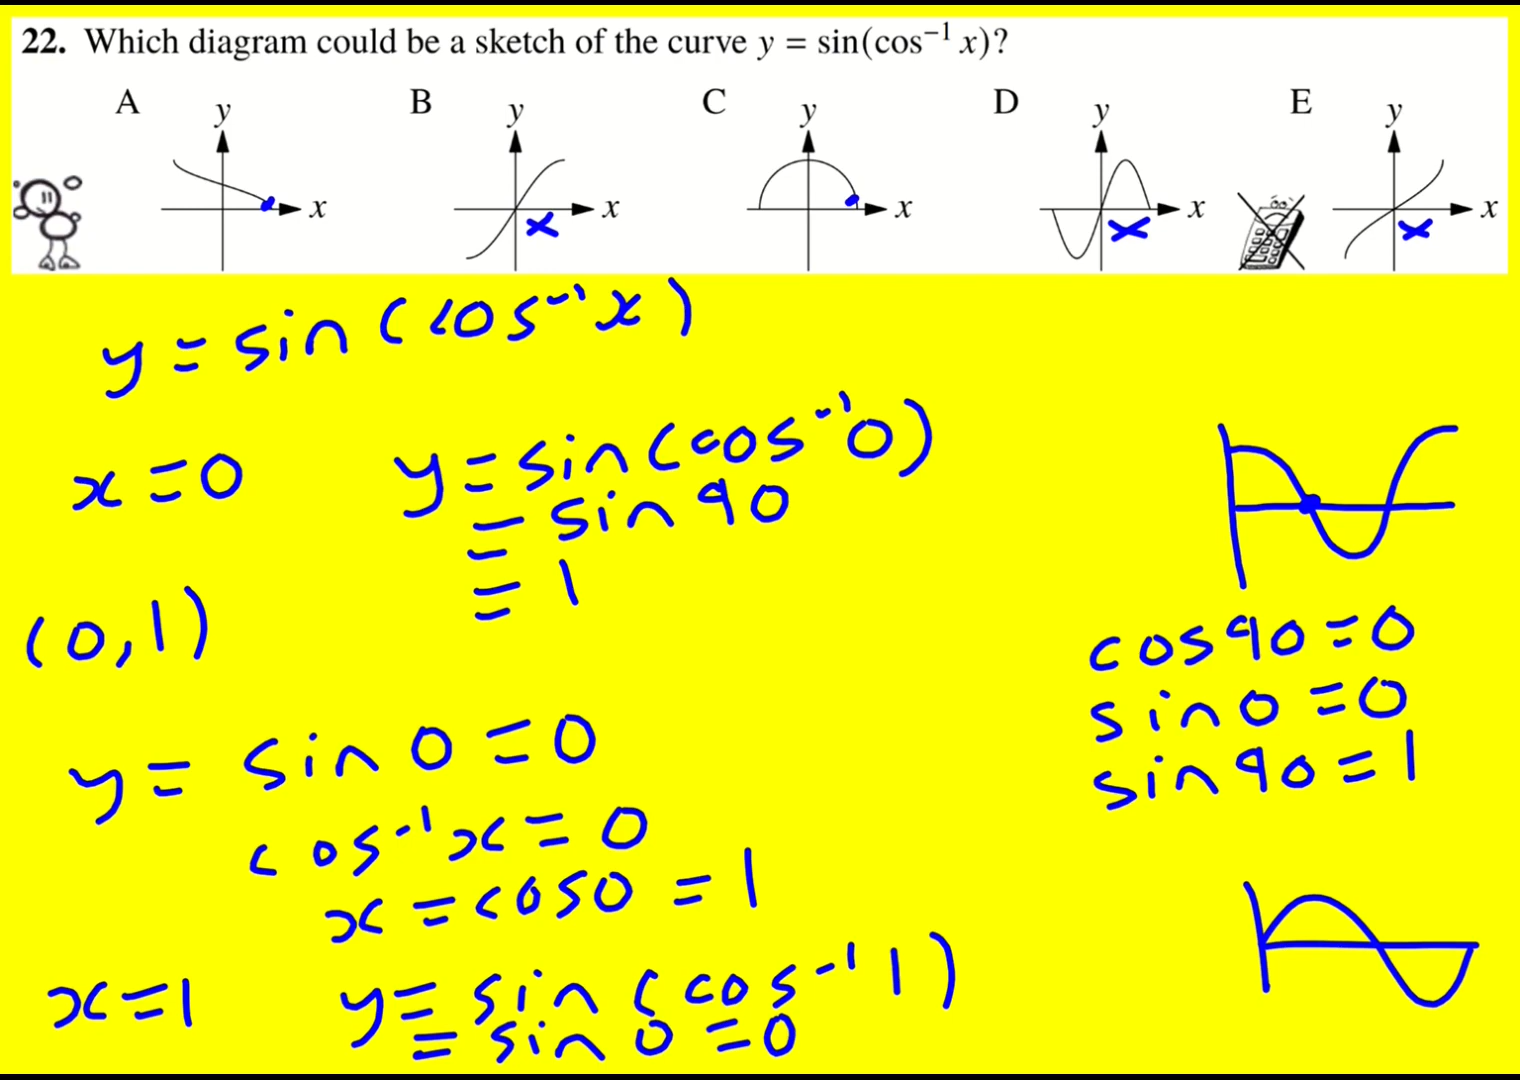 22. Which diagram could be a sketch of the curve y = sin(cos⁻¹ x)?
A B C D E
y y y y y
x x x x x
y = sin(cos⁻¹x)
x = 0 y = sin(cos⁻¹0)
= sin 90
= 1
(0,1)
cos 90 = 0
sin 0 = 0
sin 90 = 1
y = sin 0 = 0
cos⁻¹x = 0
x = cos 0 = 1
x = 1 y = sin(cos⁻¹1)
= sin 0 = 0